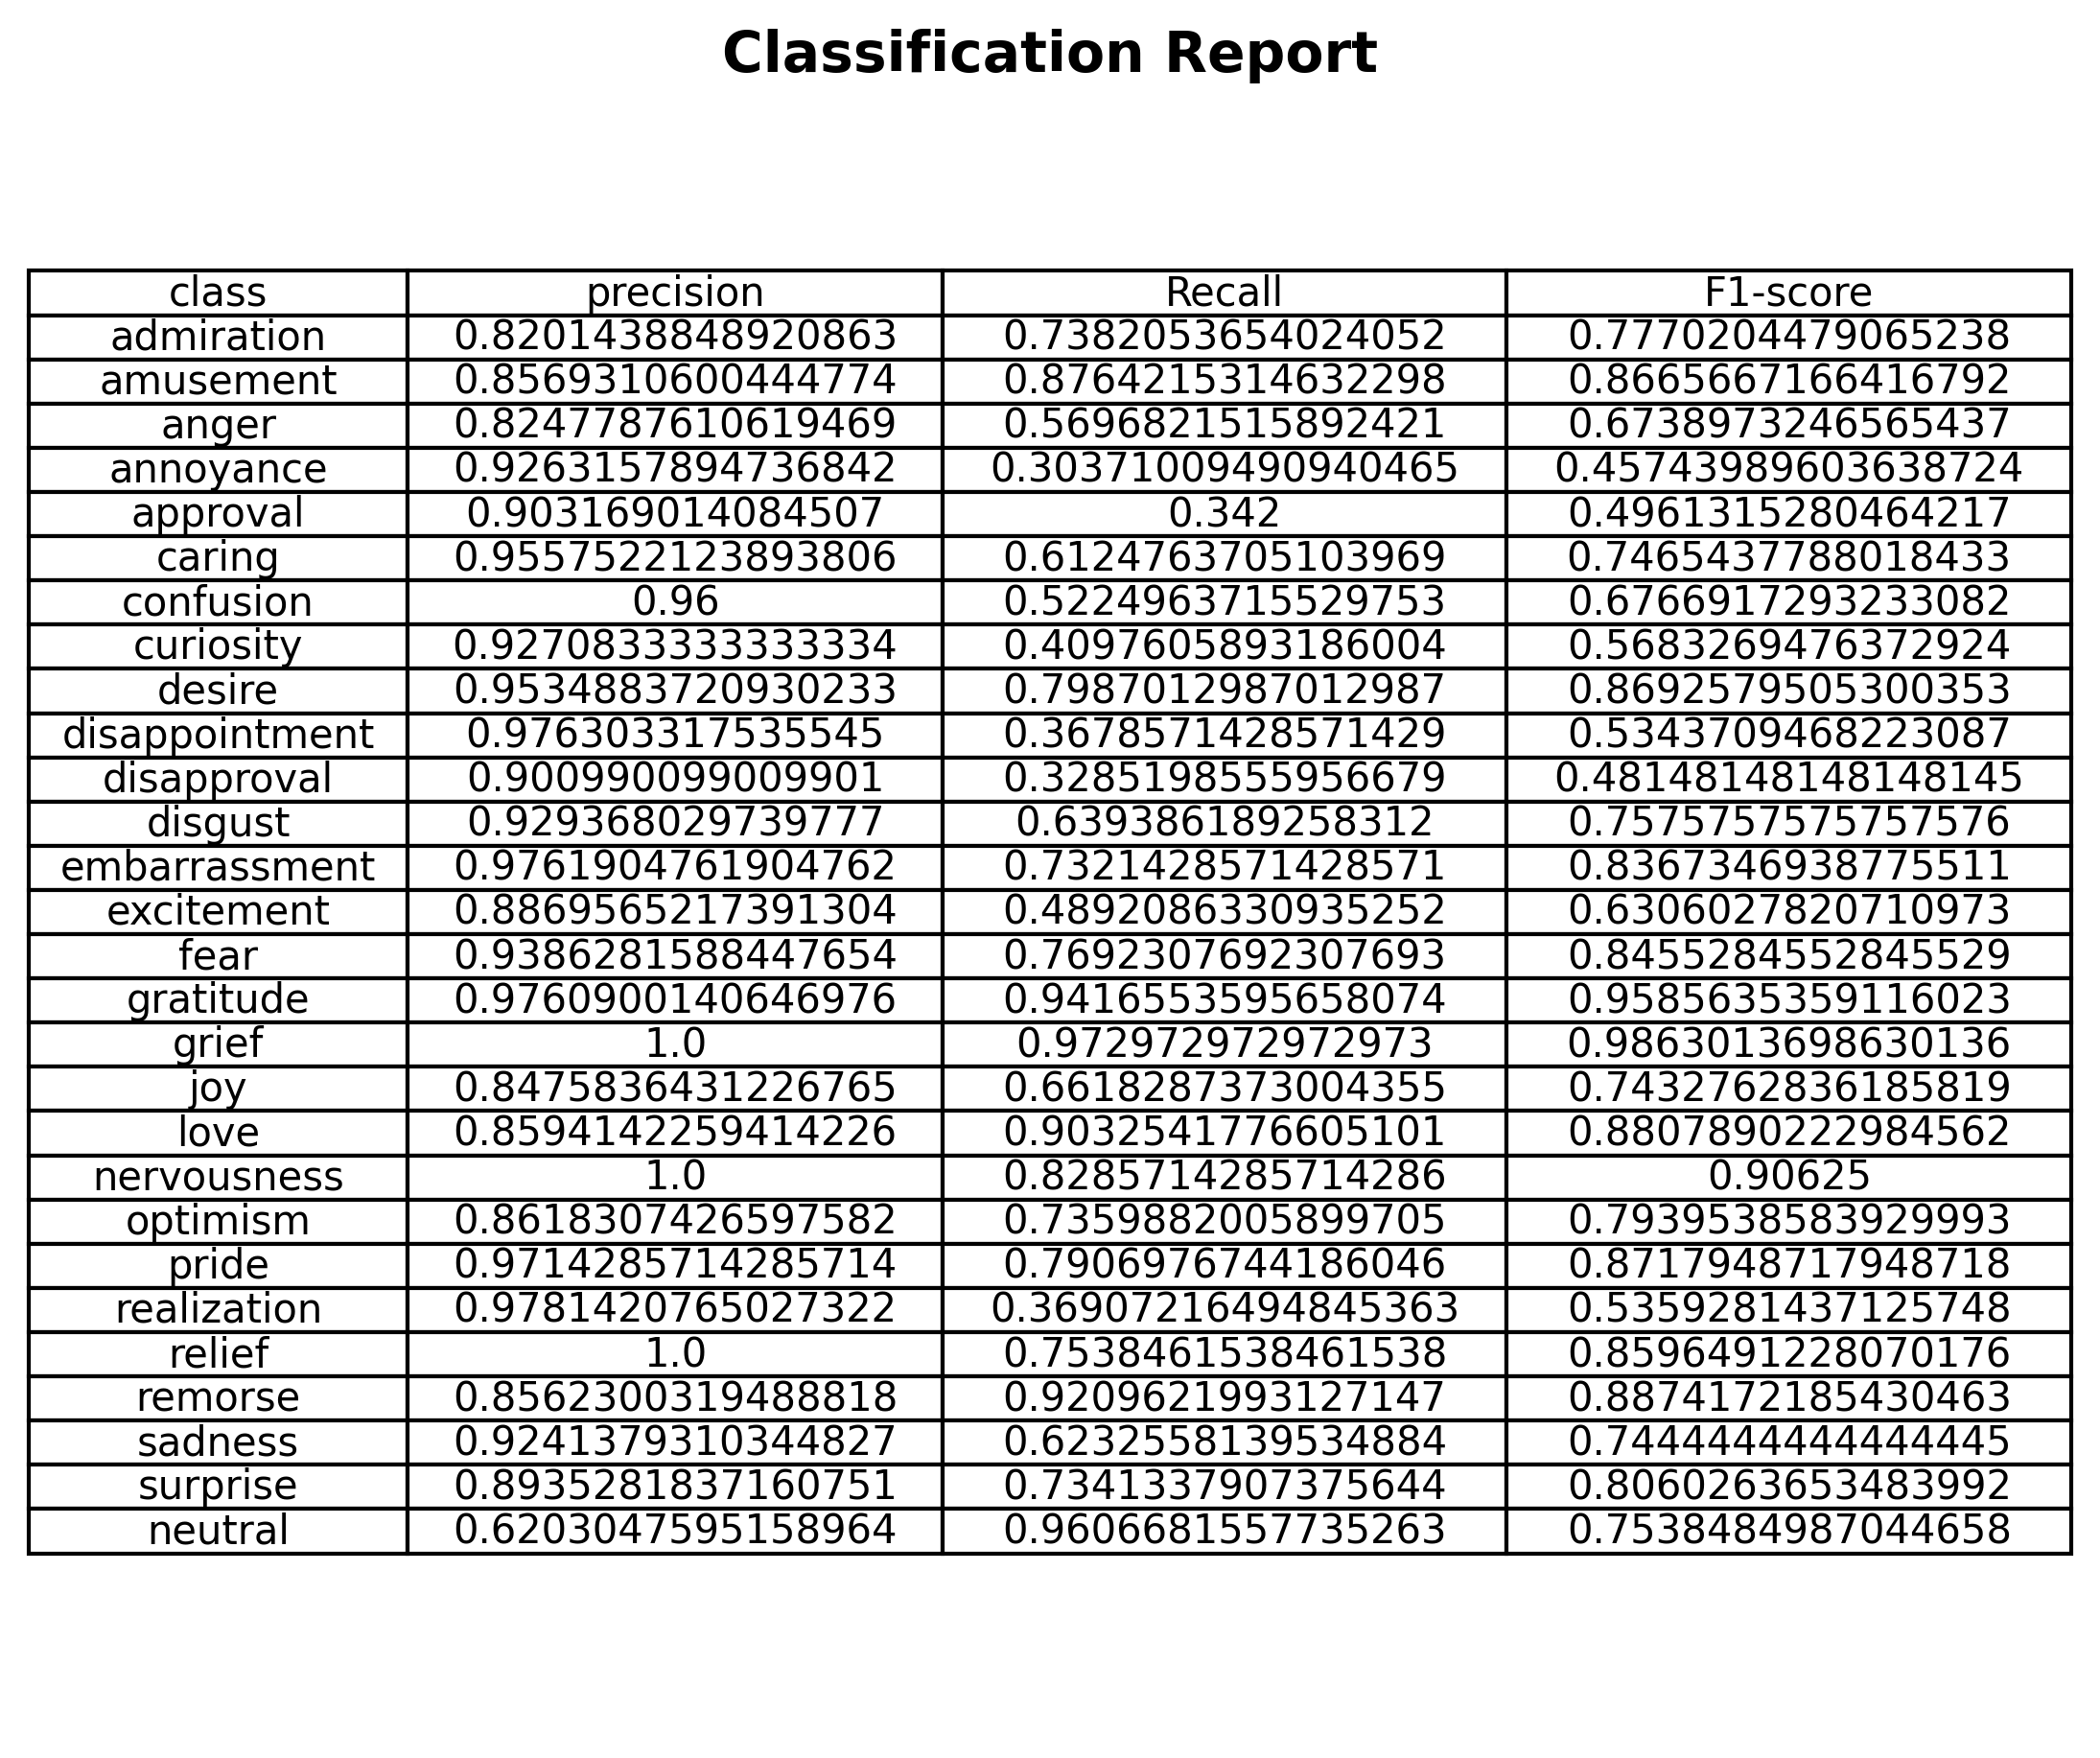 Classification Report
class precision Recall F1-score
admiration 0.8201438848920863 0.7382053654024052 0.7770204479065238
amusement 0.8569310600444774 0.8764215314632298 0.8665667166416792
anger 0.8247787610619469 0.5696821515892421 0.6738973246565437
annoyance 0.9263157894736842 0.30371009490940465 0.45743989603638724
approval 0.903169014084507 0.342 0.4961315280464217
caring 0.9557522123893806 0.6124763705103969 0.7465437788018433
confusion 0.96 0.5224963715529753 0.6766917293233082
curiosity 0.9270833333333334 0.4097605893186004 0.5683269476372924
desire 0.9534883720930233 0.7987012987012987 0.8692579505300353
disappointment 0.976303317535545 0.3678571428571429 0.5343709468223087
disapproval 0.900990099009901 0.3285198555956679 0.48148148148148145
disgust 0.929368029739777 0.639386189258312 0.7575757575757576
embarrassment 0.9761904761904762 0.7321428571428571 0.8367346938775511
excitement 0.8869565217391304 0.4892086330935252 0.6306027820710973
fear 0.9386281588447654 0.7692307692307693 0.8455284552845529
gratitude 0.9760900140646976 0.9416553595658074 0.9585635359116023
grief 1.0 0.972972972972973 0.9863013698630136
joy 0.8475836431226765 0.6618287373004355 0.7432762836185819
love 0.8594142259414226 0.9032541776605101 0.8807890222984562
nervousness 1.0 0.8285714285714286 0.90625
optimism 0.8618307426597582 0.7359882005899705 0.7939538583929993
pride 0.9714285714285714 0.7906976744186046 0.8717948717948718
realization 0.9781420765027322 0.36907216494845363 0.5359281437125748
relief 1.0 0.7538461538461538 0.8596491228070176
remorse 0.8562300319488818 0.9209621993127147 0.8874172185430463
sadness 0.9241379310344827 0.6232558139534884 0.7444444444444445
surprise 0.8935281837160751 0.7341337907375644 0.8060263653483992
neutral 0.6203047595158964 0.9606681557735263 0.7538484987044658